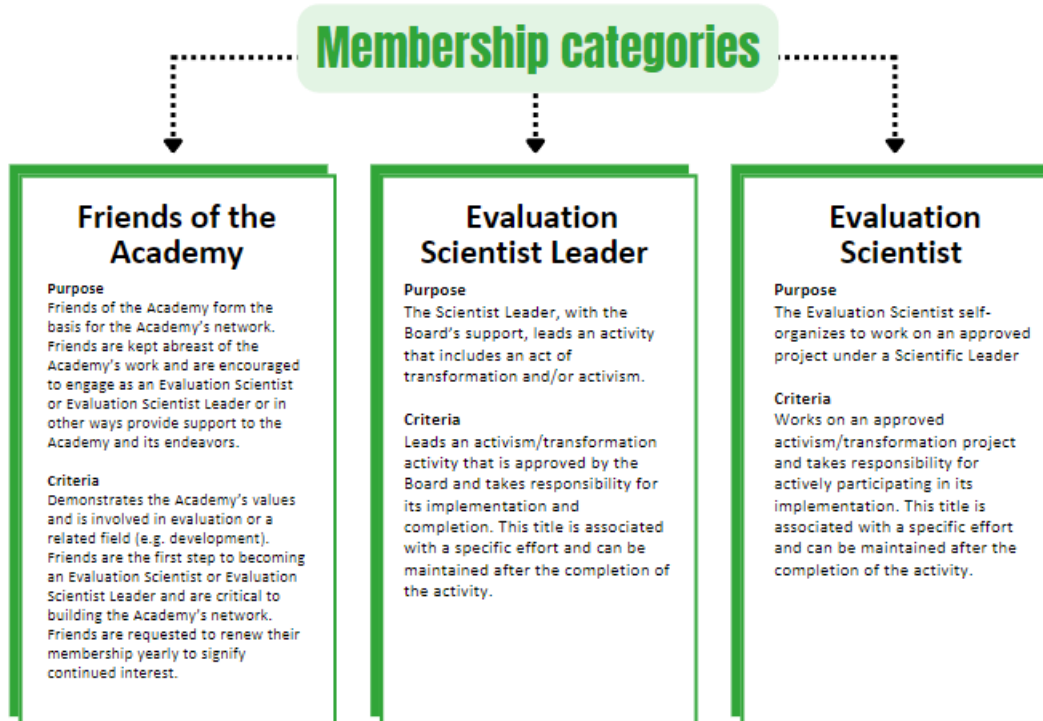 Membership categories
Friends of the
Academy
Purpose
Friends of the Academy form the
basis for the Academy's network.
Friends are kept abreast of the
Academy's work and are encouraged
to engage as an Evaluation Scientist
or Evaluation Scientist Leader or in
other ways provide support to the
Academy and its endeavors.
Criteria
Demonstrates the Academy's values
and is involved in evaluation or a
related field (e.g. development).
Friends are the first step to becoming
an Evaluation Scientist or Evaluation
Scientist Leader and are critical to
building the Academy's network.
Friends are requested to renew their
membership yearly to signify
continued interest.
Evaluation
Scientist Leader
Purpose
The Scientist Leader, with the
Board's support, leads an activity
that includes an act of
transformation and/or activism.
Criteria
Leads an activism/transformation
activity that is approved by the
Board and takes responsibility for
its implementation and
completion. This title is associated
with a specific effort and can be
maintained after the completion of
the activity.
Evaluation
Scientist
Purpose
The Evaluation Scientist self-
organizes to work on an approved
project under a Scientific Leader
Criteria
Works on an approved
activism/transformation project
and takes responsibility for
actively participating in its
implementation. This title is
associated with a specific effort
and can be maintained after the
completion of the activity.